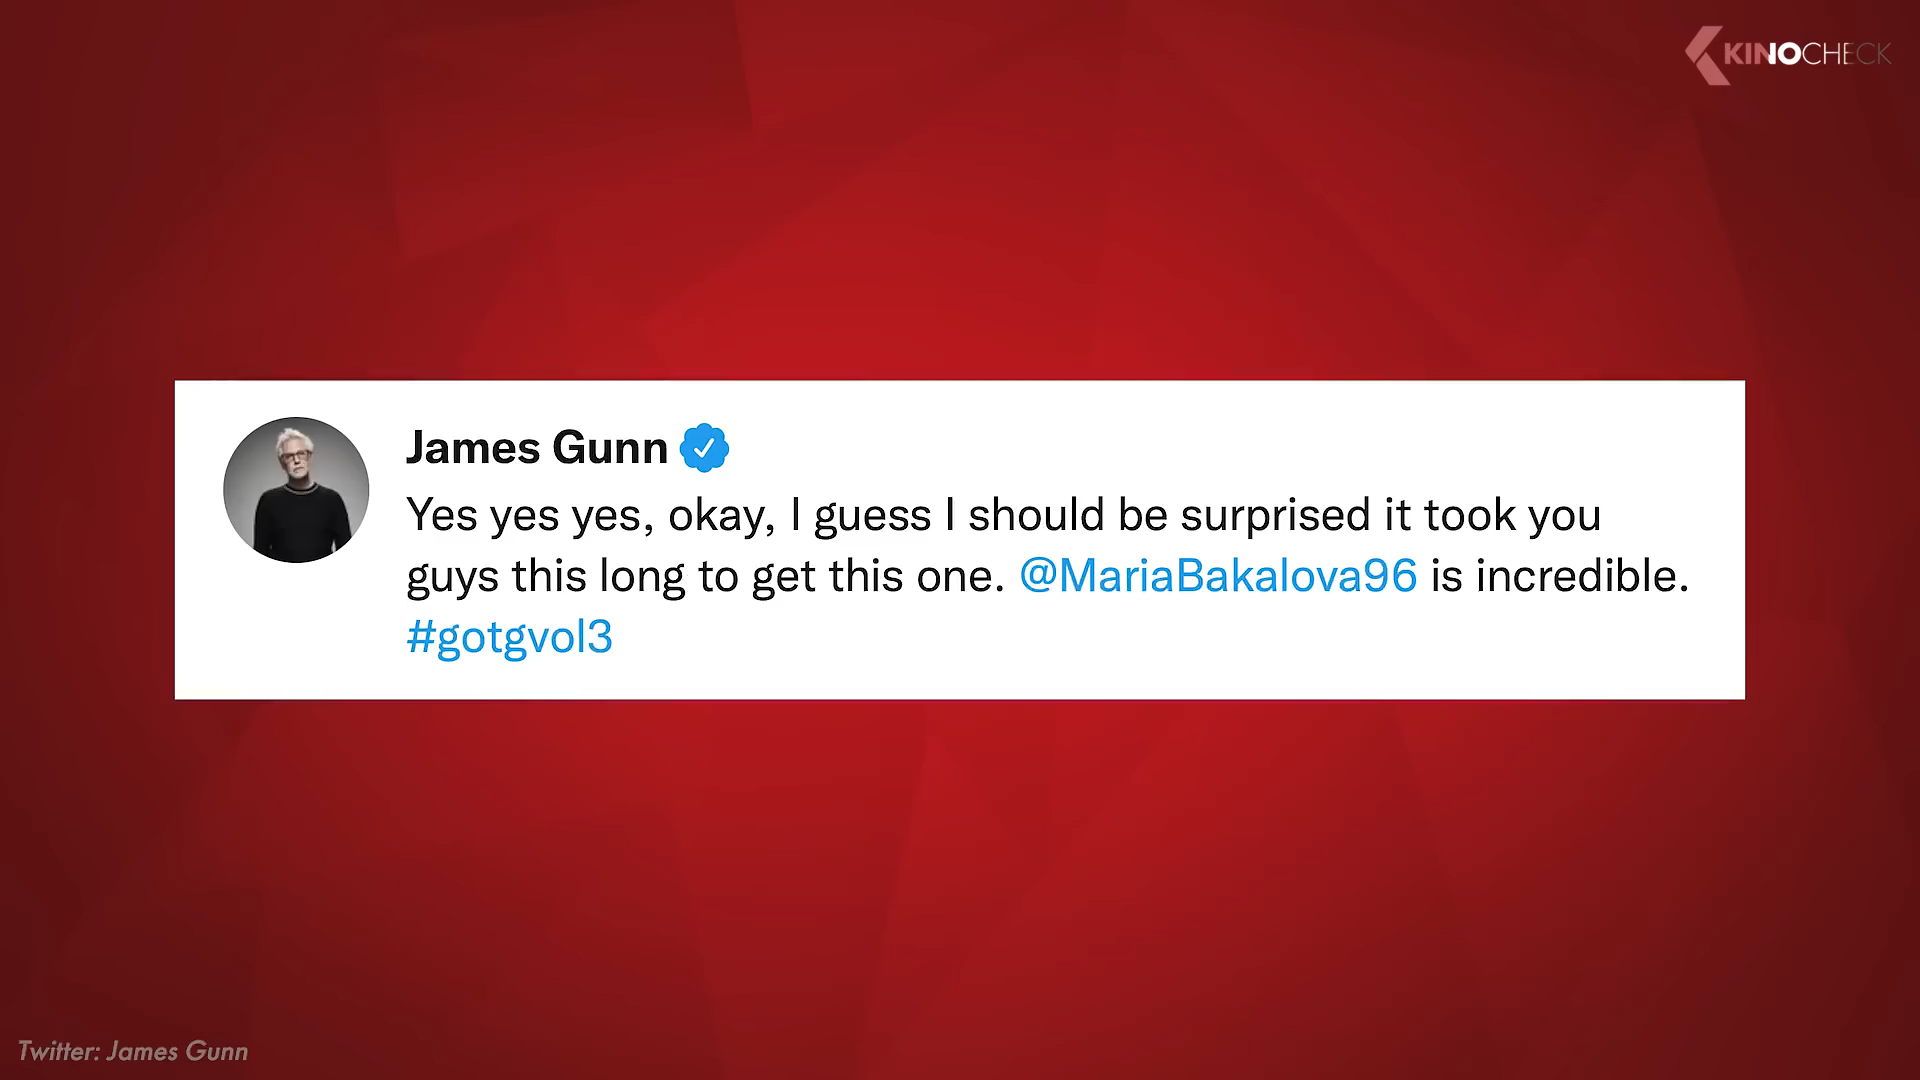 KINOCHECK
James Gunn
Yes yes yes, okay, I guess I should be surprised it took you
guys this long to get this one. @MariaBakalova96 is incredible.
#gotgvol3
Twitter: James Gunn